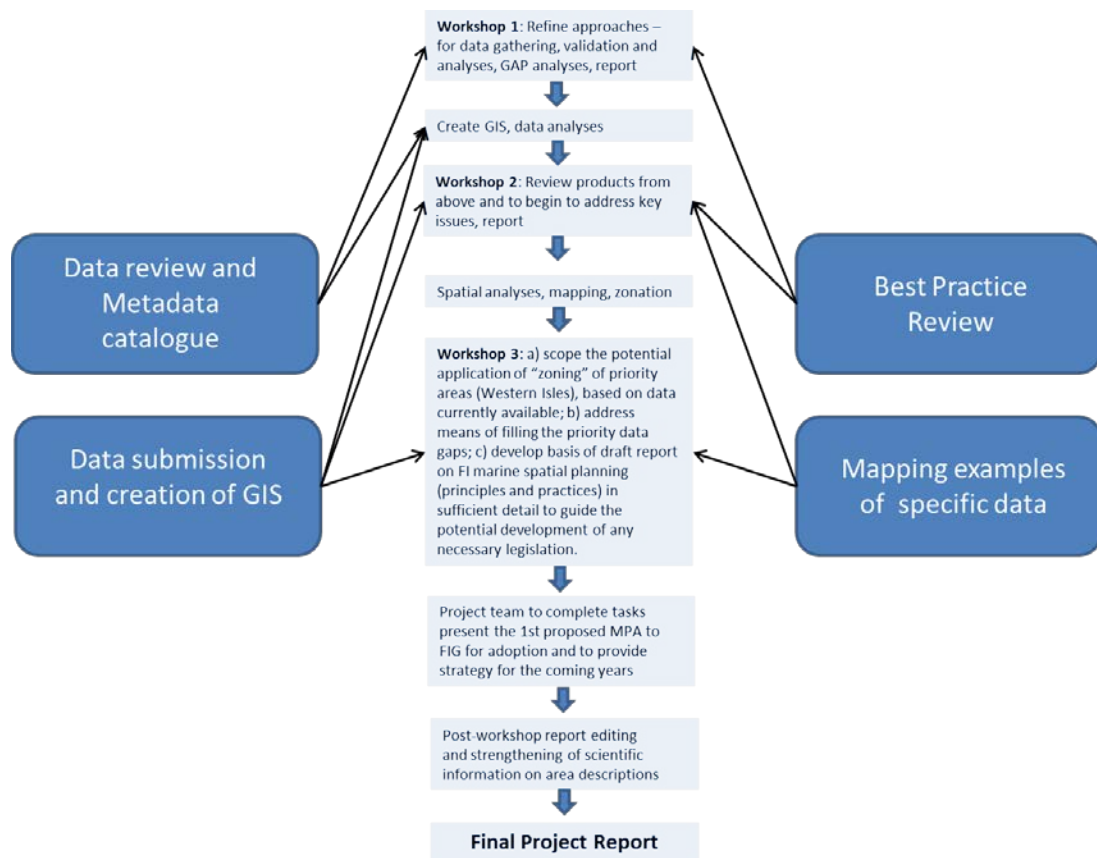 Workshop 1: Refine approaches –
for data gathering, validation and
analyses, GAP analyses, report
Create GIS, data analyses
Workshop 2: Review products from
above and to begin to address key
issues, report
Data review and
Metadata
catalogue
Best Practice
Review
Spatial analyses, mapping, zonation
Workshop 3: a) scope the potential
application of “zoning” of priority
areas (Western Isles), based on data
currently available; b) address
means of filling the priority data
gaps; c) develop basis of draft report
on FI marine spatial planning
(principles and practices) in
sufficient detail to guide the
potential development of any
necessary legislation.
Data submission
and creation of GIS
Mapping examples
of specific data
Project team to complete tasks
present the 1st proposed MPA to
FIG for adoption and to provide
strategy for the coming years
Post-workshop report editing
and strengthening of scientific
information on area descriptions
Final Project Report